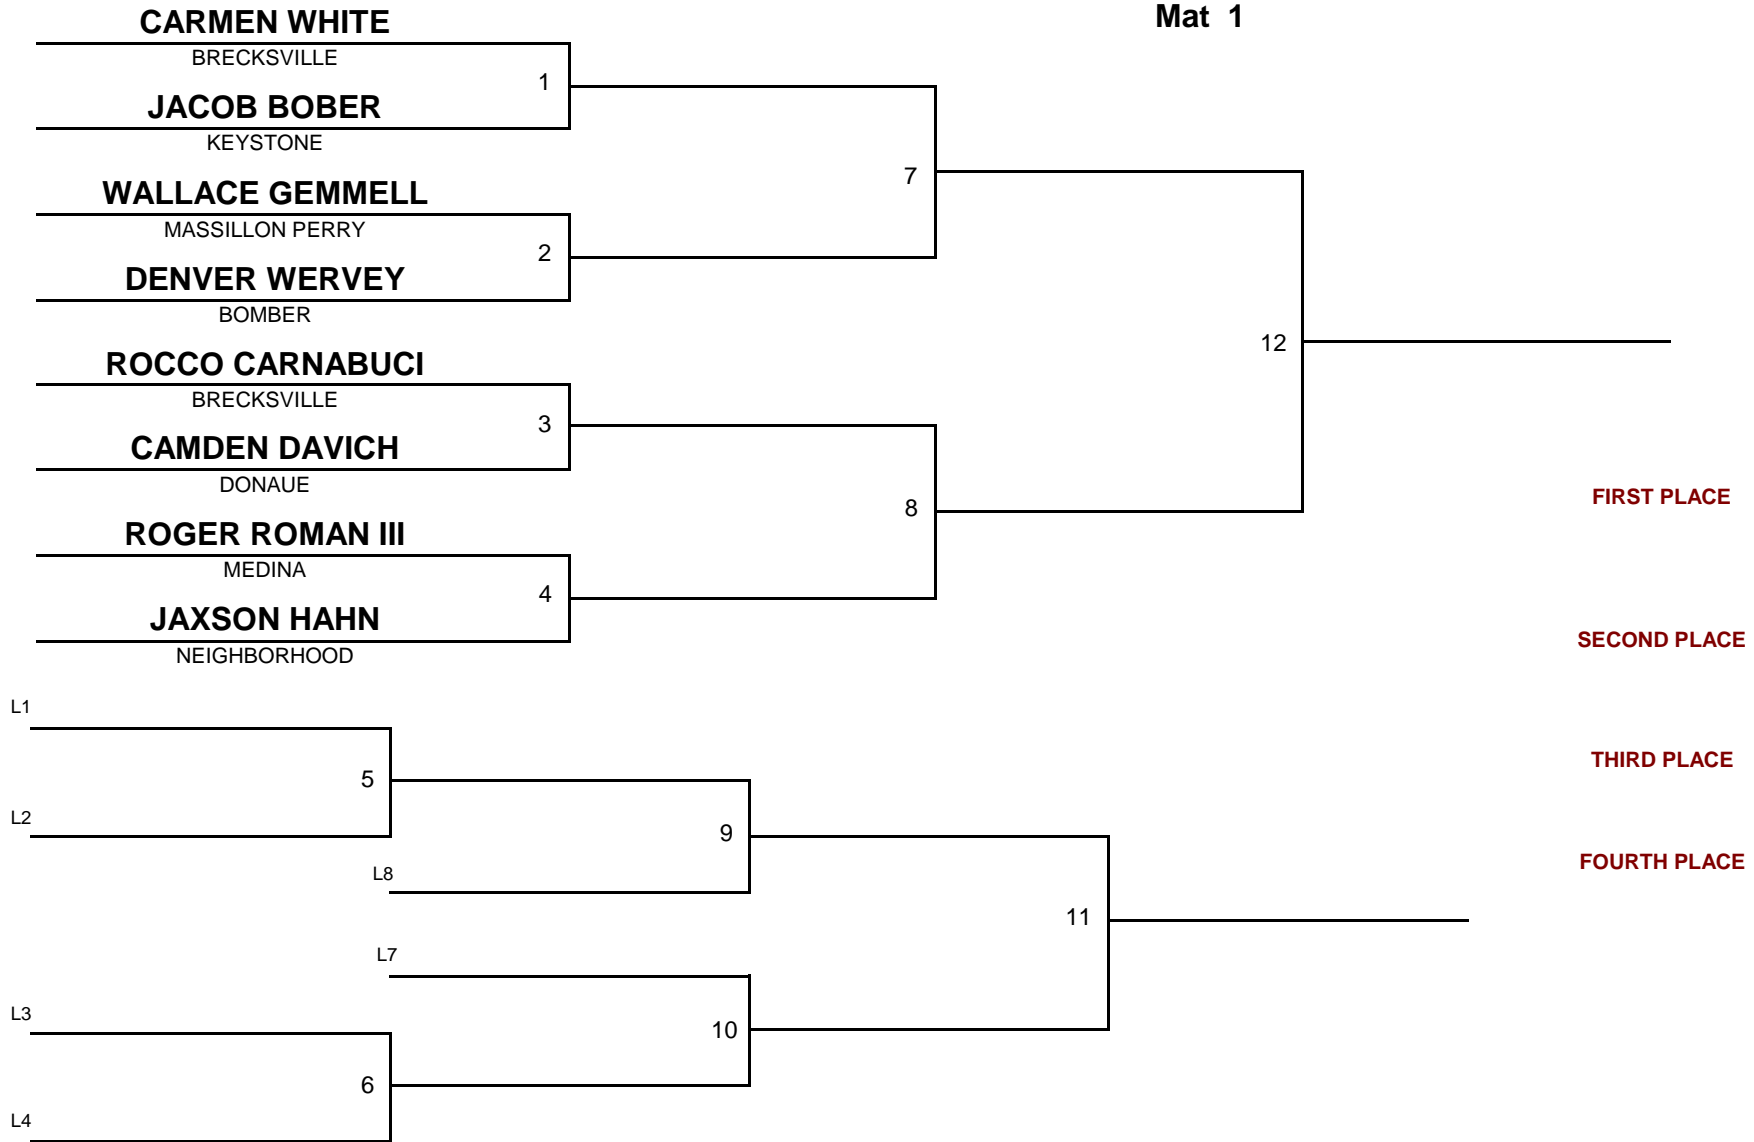 CARMEN WHITE
Mat 1
BRECKSVILLE
1
JACOB BOBER
KEYSTONE
7
WALLACE GEMMELL
MASSILLON PERRY
2
DENVER WERVEY
BOMBER
12
ROCCO CARNABUCI
BRECKSVILLE
3
CAMDEN DAVICH
DONAUE
FIRST PLACE
8
ROGER ROMAN III
MEDINA
4
JAXSON HAHN
NEIGHBORHOOD
SECOND PLACE
L1
5
THIRD PLACE
L2
9
L8
FOURTH PLACE
11
L7
L3
10
6
L4